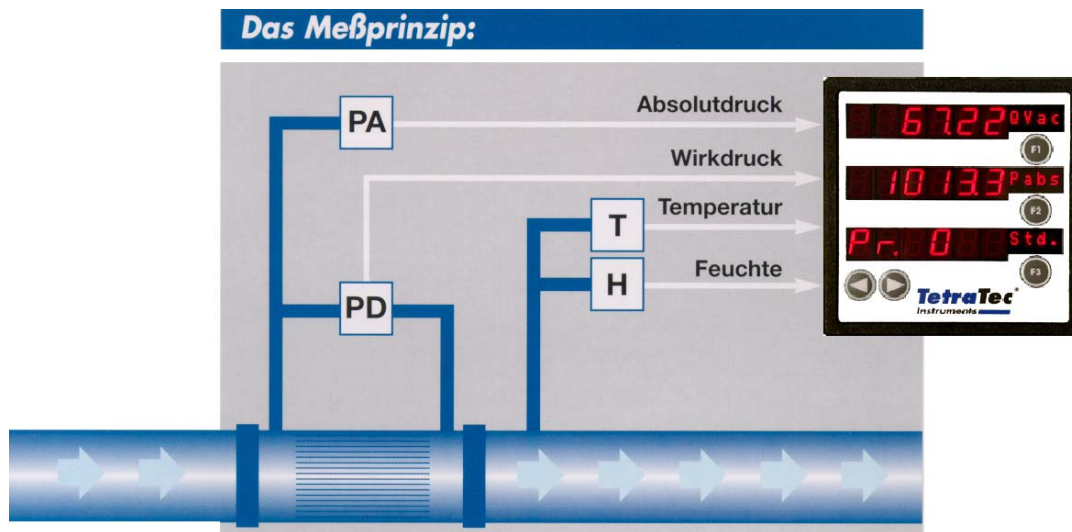 Das Meßprinzip:
PA
Absolutdruck
67.22 QVac
F1
Wirkdruck
1013.3 Pabs
F2
T
Temperatur
Pr. 0 Std.
F3
H
Feuchte
PD
TetraTec
Instruments